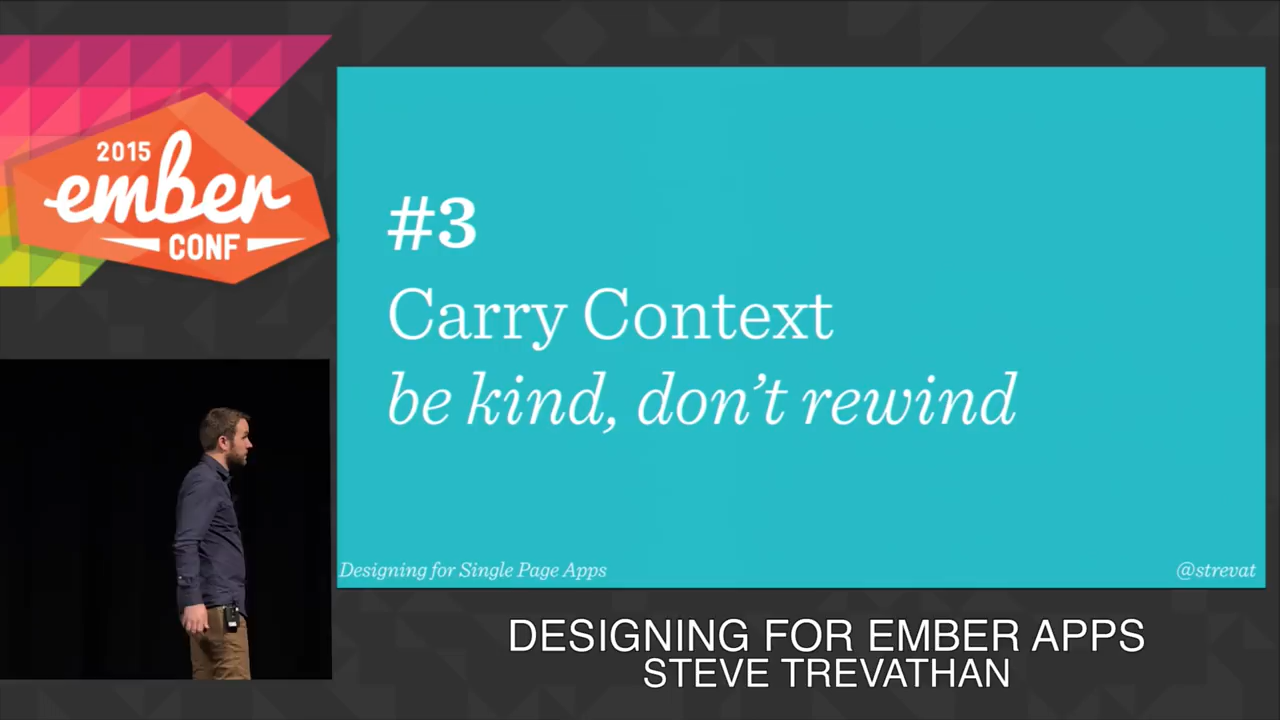 2015
ember
CONF
#3
Carry Context
be kind, don't rewind
Designing for Single Page Apps
@strevat
DESIGNING FOR EMBER APPS
STEVE TREVATHAN